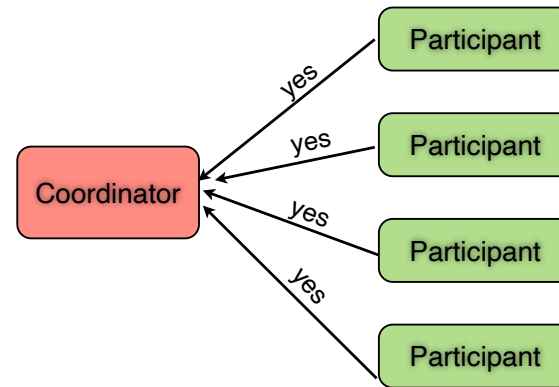 Participant
yes
Participant
yes
Coordinator
yes
Participant
yes
Participant